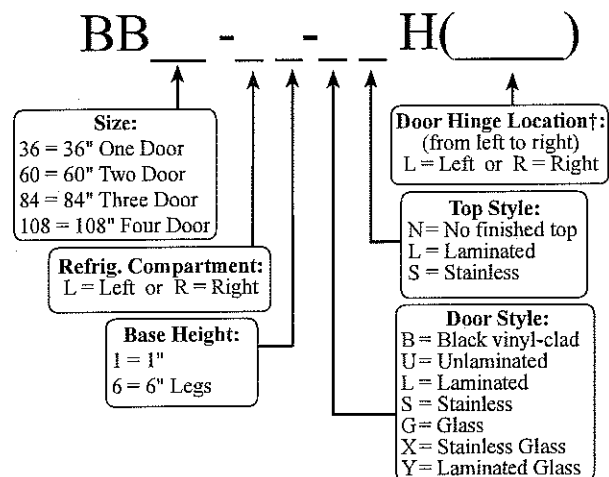 BB___ - _ _ - _ _ H(_____)
Size:
36 = 36" One Door
60 = 60" Two Door
84 = 84" Three Door
108 = 108" Four Door
Refrig. Compartment:
L = Left or R = Right
Base Height:
1 = 1"
6 = 6" Legs
Door Hinge Location†:
(from left to right)
L = Left or R = Right
Top Style:
N= No finished top
L = Laminated
S = Stainless
Door Style:
B = Black vinyl-clad
U = Unlaminated
L = Laminated
S = Stainless
G = Glass
X = Stainless Glass
Y = Laminated Glass